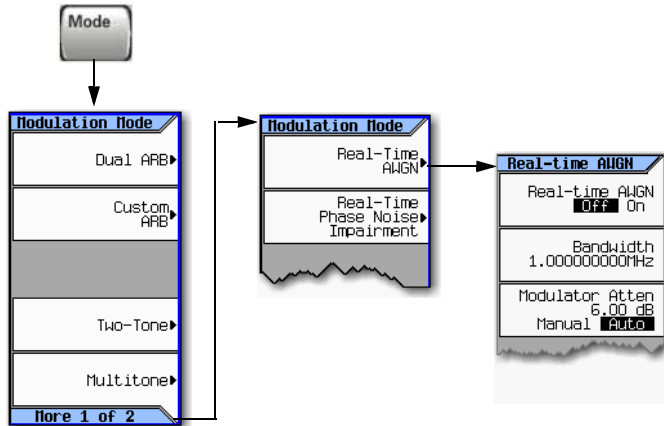 Mode
Modulation Mode
Dual ARB
Custom
ARB
Two-Tone
Multitone
More 1 of 2
Modulation Mode
Real-Time
AWGN
Real-Time
Phase Noise
Impairment
Real-time AWGN
Real-time AWGN
Off On
Bandwidth
1.000000000MHz
Modulator Atten
6.00 dB
Manual Auto